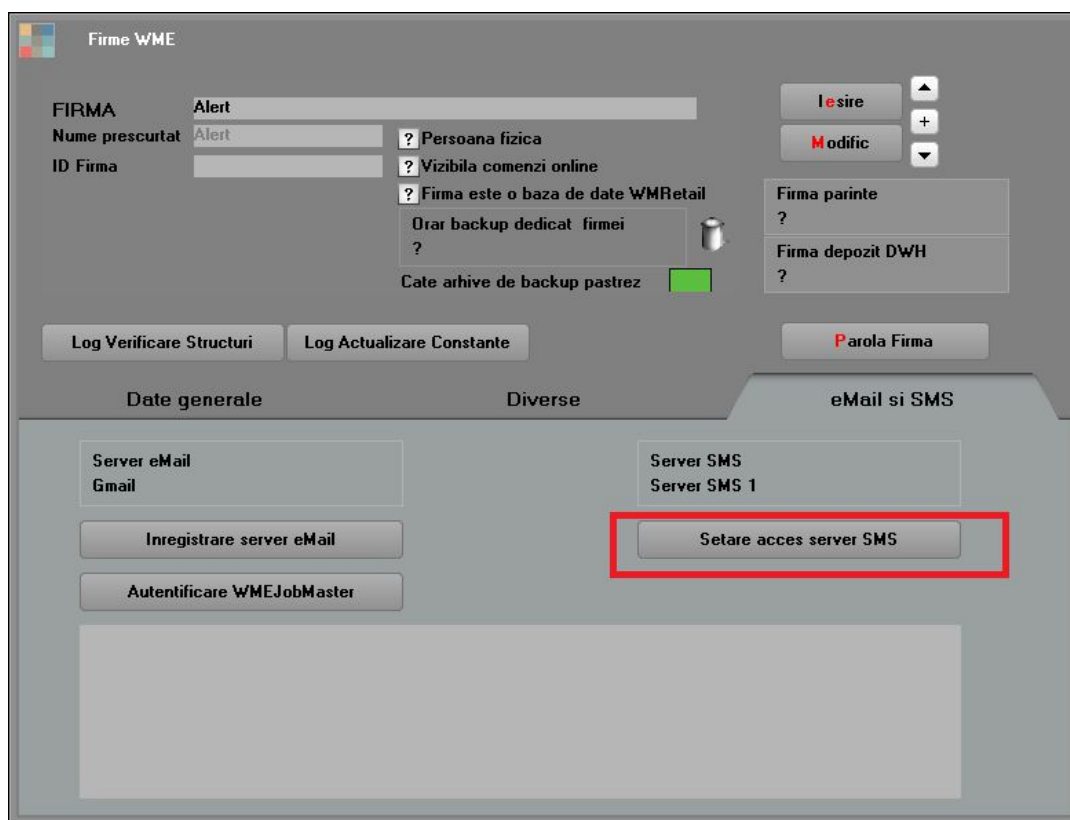 Firme WME
FIRMA Alert
Nume prescurtat Alert
ID Firma
? Persoana fizica
? Vizibila comenzi online
? Firma este o baza de date WMRetail
Orar backup dedicat firmei
?
Cate arhive de backup pastrez
Iesire
+
Modific
Firma parinte
?
Firma depozit DWH
?
Log Verificare Structuri
Log Actualizare Constante
Parola Firma
Date generale
Diverse
eMail si SMS
Server eMail
Gmail
Server SMS
Server SMS 1
Inregistrare server eMail
Setare acces server SMS
Autentificare WMEJobMaster